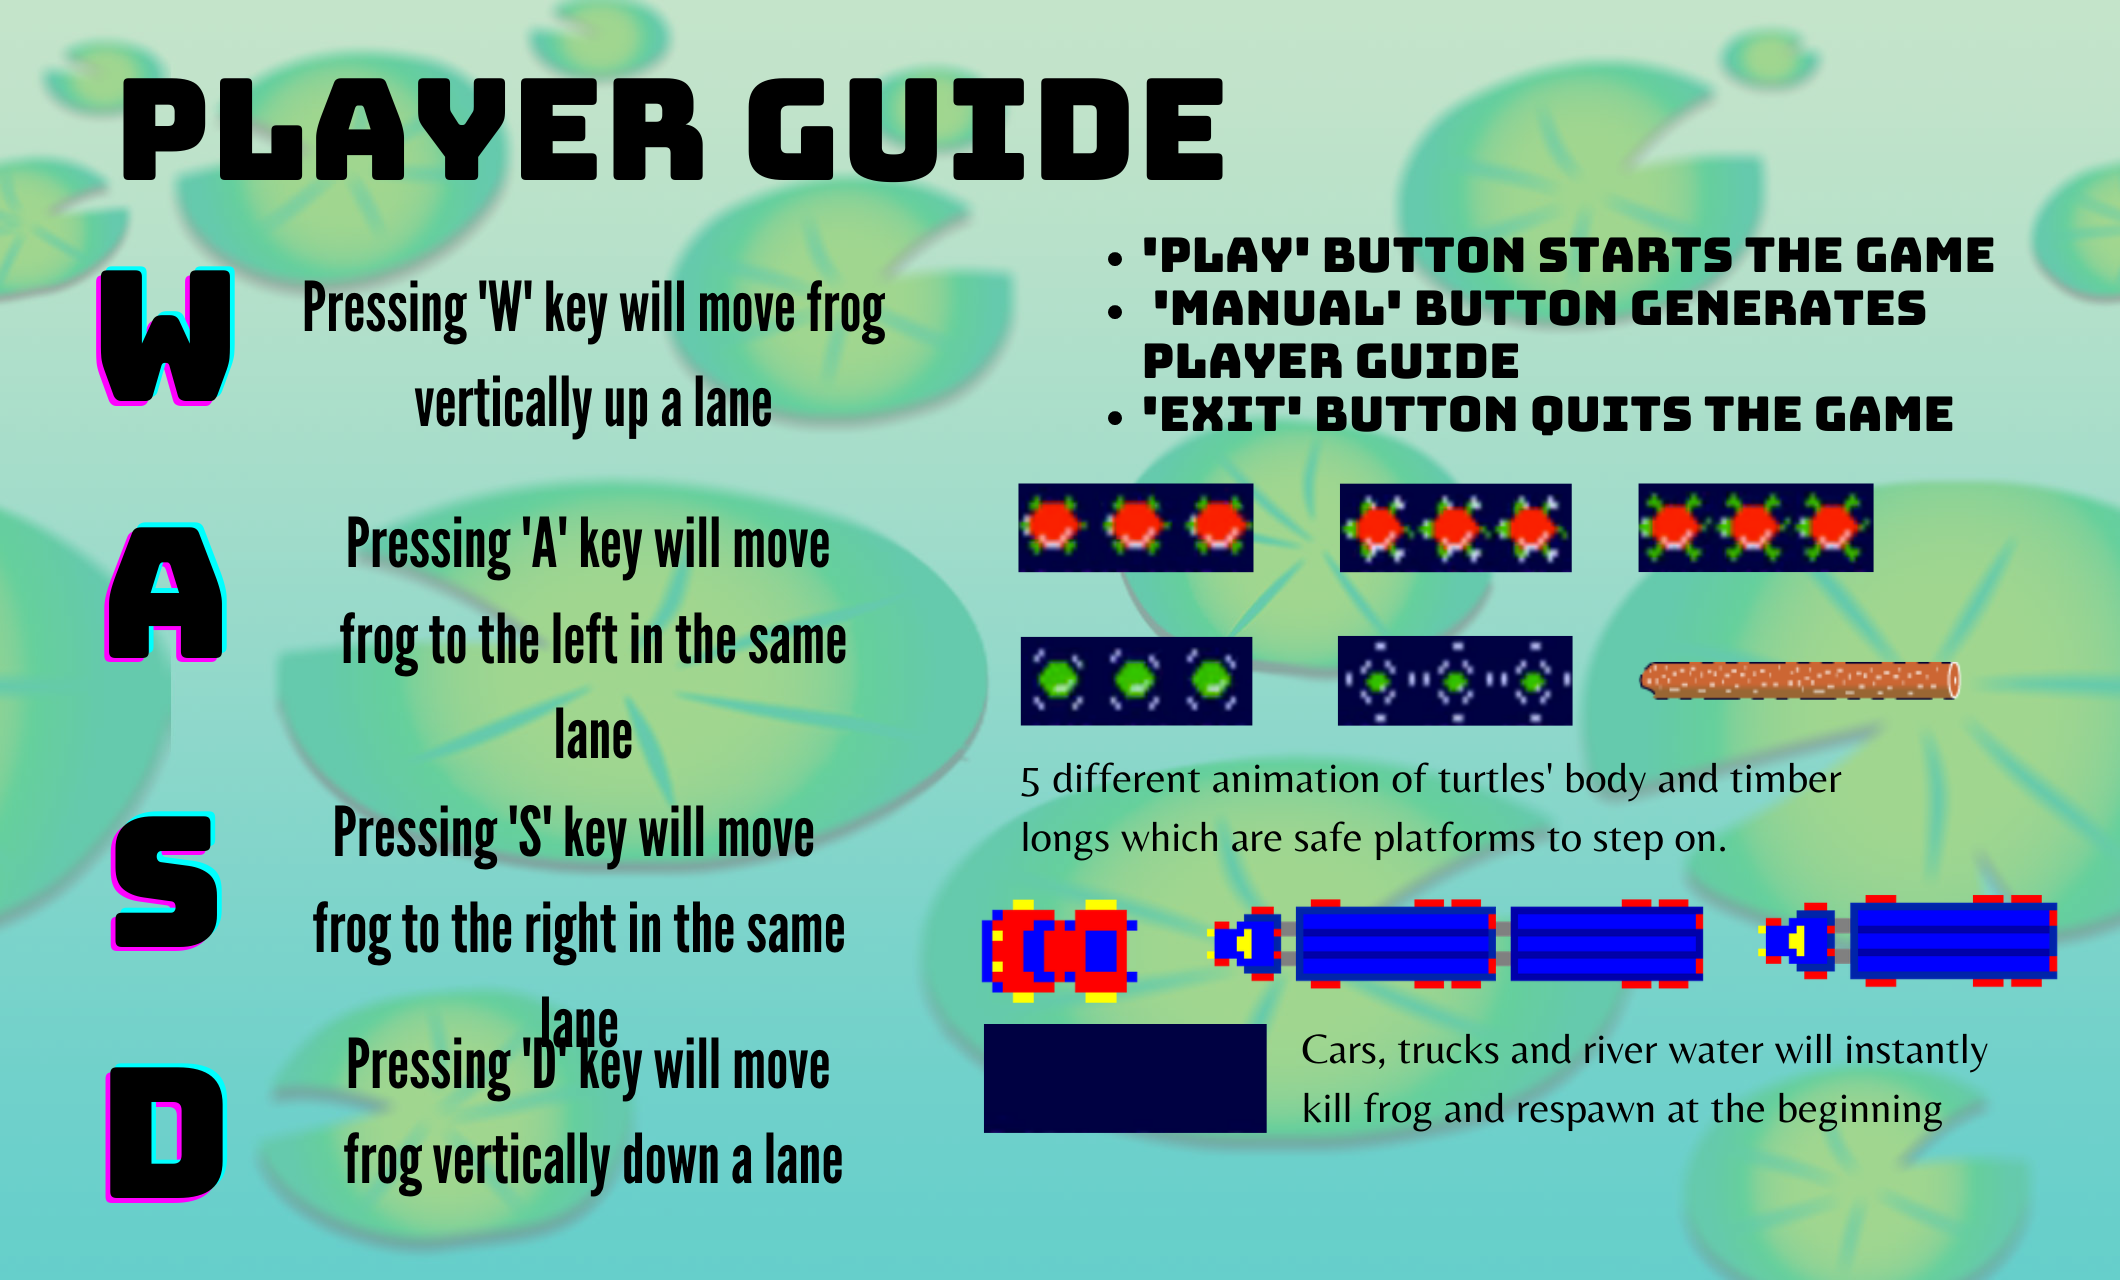 PLAYER GUIDE
W
Pressing 'W' key will move frog
vertically up a lane
A
Pressing 'A' key will move
frog to the left in the same
lane
S
Pressing 'S' key will move
frog to the right in the same
lane
D
Pressing 'D' key will move
frog vertically down a lane
• 'PLAY' BUTTON STARTS THE GAME
• 'MANUAL' BUTTON GENERATES
PLAYER GUIDE
• 'EXIT' BUTTON QUITS THE GAME
5 different animation of turtles' body and timber
longs which are safe platforms to step on.
Cars, trucks and river water will instantly
kill frog and respawn at the beginning